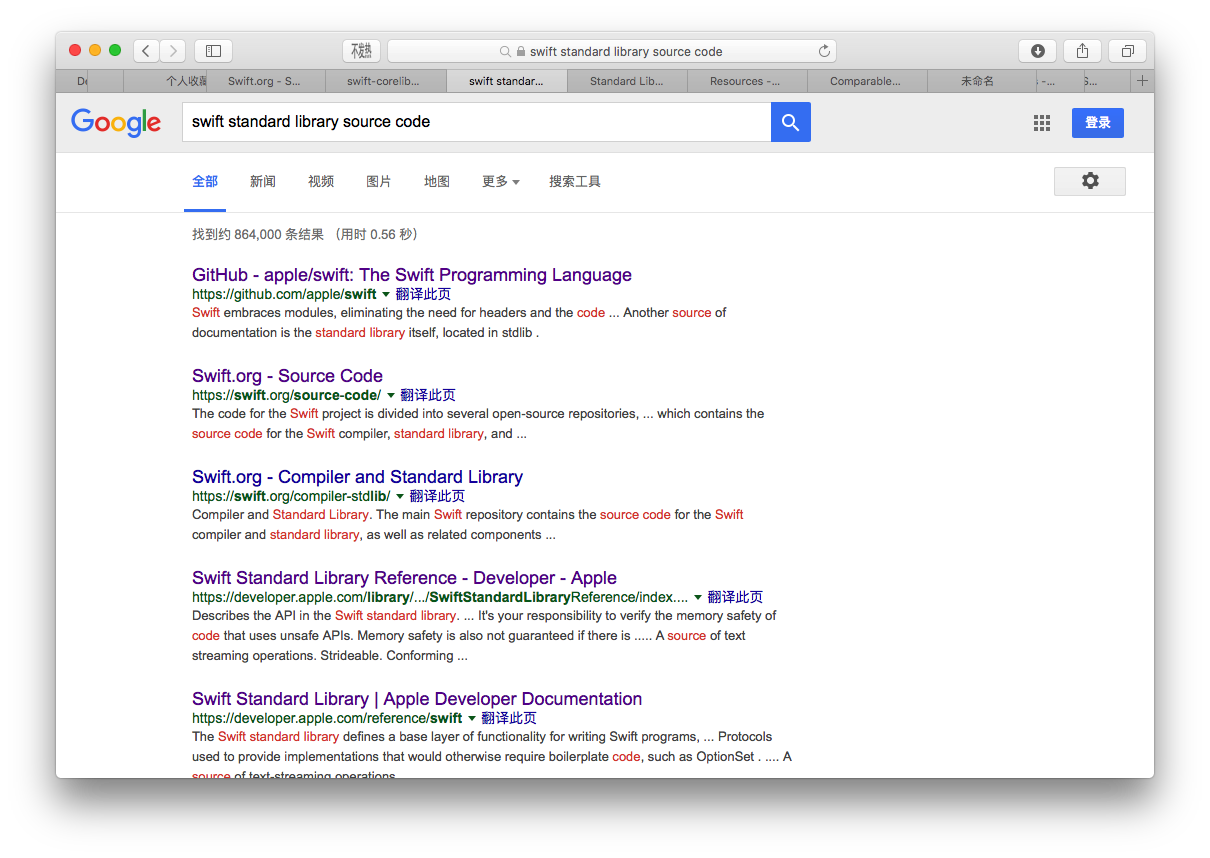 不蔻热
swift standard library source code
De
个人收藏
Swift.org - S...
swift-corelib...
swift standar...
Standard Lib...
Resources -...
Comparable...
未命名
s -...
S...
Google
swift standard library source code
登录
全部 新闻 视频 图片 地图 更多 搜索工具
找到约 864,000 条结果 (用时 0.56 秒)
GitHub - apple/swift: The Swift Programming Language
https://github.com/apple/swift 翻译此页
Swift embraces modules, eliminating the need for headers and the code ... Another source of
documentation is the standard library itself, located in stdlib .
Swift.org - Source Code
https://swift.org/source-code/ 翻译此页
The code for the Swift project is divided into several open-source repositories, ... which contains the
source code for the Swift compiler, standard library, and ...
Swift.org - Compiler and Standard Library
https://swift.org/compiler-stdlib/ 翻译此页
Compiler and Standard Library. The main Swift repository contains the source code for the Swift
compiler and standard library, as well as related components ...
Swift Standard Library Reference - Developer - Apple
https://developer.apple.com/library/.../SwiftStandardLibraryReference/index.... 翻译此页
Describes the API in the Swift standard library. ... It's your responsibility to verify the memory safety of
code that uses unsafe APIs. Memory safety is also not guaranteed if there is ..... A source of text
streaming operations. Strideable. Conforming ...
Swift Standard Library | Apple Developer Documentation
https://developer.apple.com/reference/swift 翻译此页
The Swift standard library defines a base layer of functionality for writing Swift programs, ... Protocols
used to provide implementations that would otherwise require boilerplate code, such as OptionSet . .... A
source of text-streaming operations